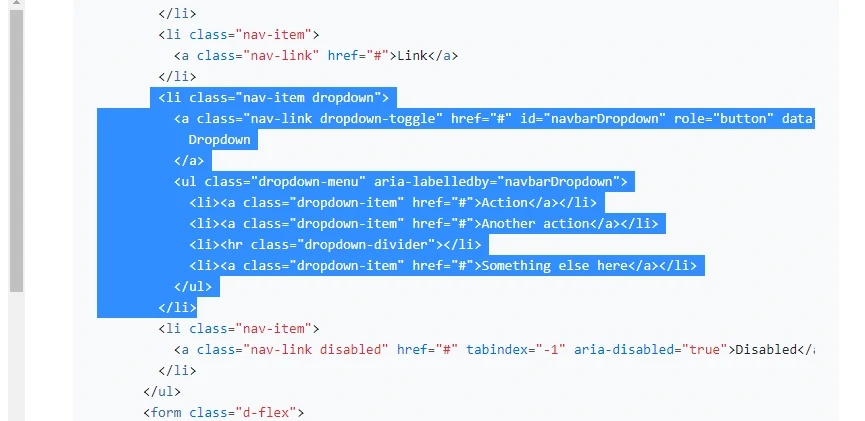 </li>
<li class="nav-item">
<a class="nav-link" href="#">Link</a>
</li>
<li class="nav-item dropdown">
<a class="nav-link dropdown-toggle" href="#" id="navbarDropdown" role="button" data-
Dropdown
</a>
<ul class="dropdown-menu" aria-labelledby="navbarDropdown">
<li><a class="dropdown-item" href="#">Action</a></li>
<li><a class="dropdown-item" href="#">Another action</a></li>
<li><hr class="dropdown-divider"></li>
<li><a class="dropdown-item" href="#">Something else here</a></li>
</ul>
</li>
<li class="nav-item">
<a class="nav-link disabled" href="#" tabindex="-1" aria-disabled="true">Disabled</a
</li>
</ul>
<form class="d-flex">